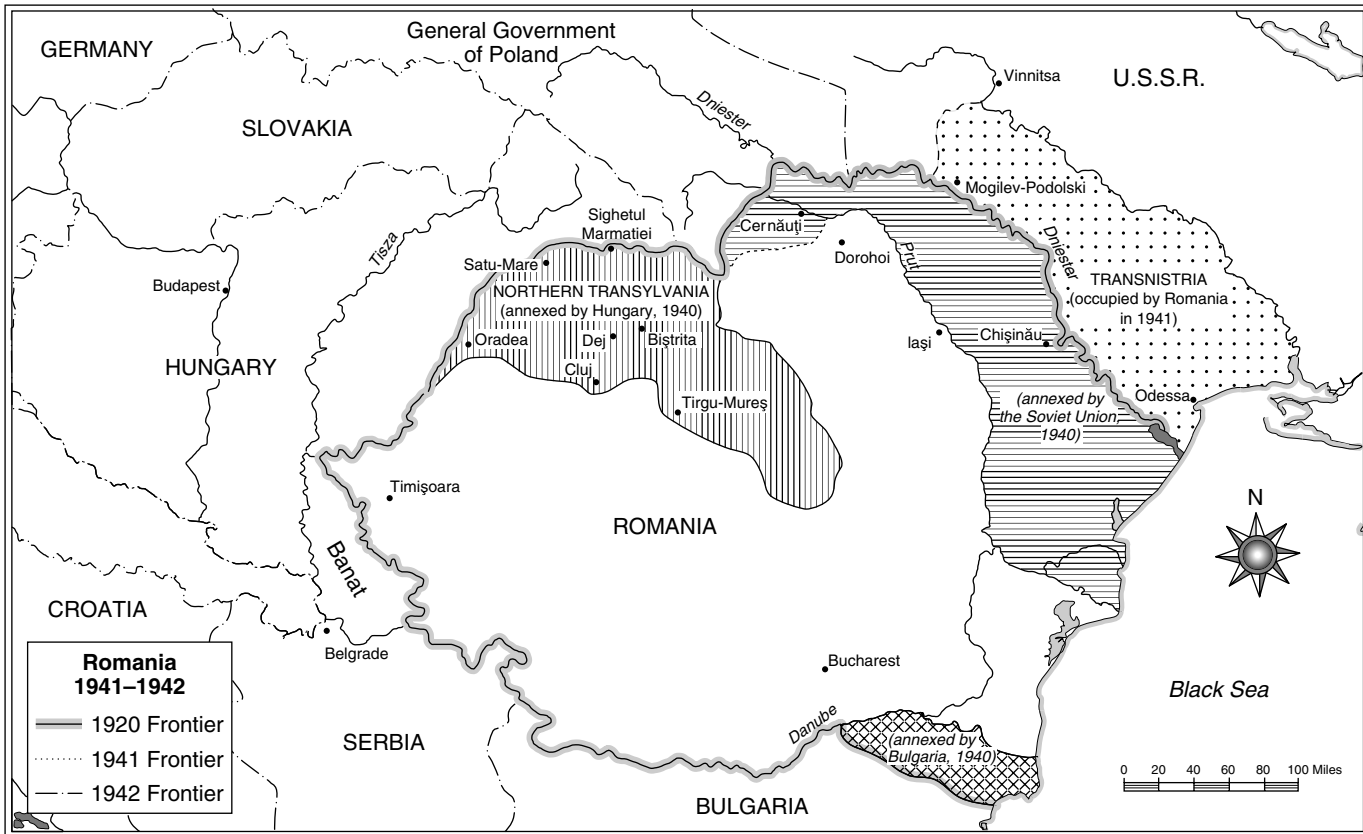 GERMANY
General Government
of Poland
Vinnitsa
U.S.S.R.
Dniester
SLOVAKIA
Mogilev-Podolski
Sighetul
Marmatiei
Cernăuţi
Dorohoi
Prut
Dniester
Tisza
Satu-Mare
Budapest
NORTHERN TRANSYLVANIA
(annexed by Hungary, 1940)
TRANSNISTRIA
(occupied by Romania
in 1941)
Oradea
Dej
Biştrita
Iaşi
Chişinău
HUNGARY
Cluj
Tirgu-Mureş
(annexed by
the Soviet Union,
1940)
Odessa
Timişoara
ROMANIA
N
Banat
CROATIA
Belgrade
Bucharest
Black Sea
Romania
1941–1942
1920 Frontier
1941 Frontier
1942 Frontier
SERBIA
Danube
(annexed by
Bulgaria, 1940)
BULGARIA
0 20 40 60 80 100 Miles